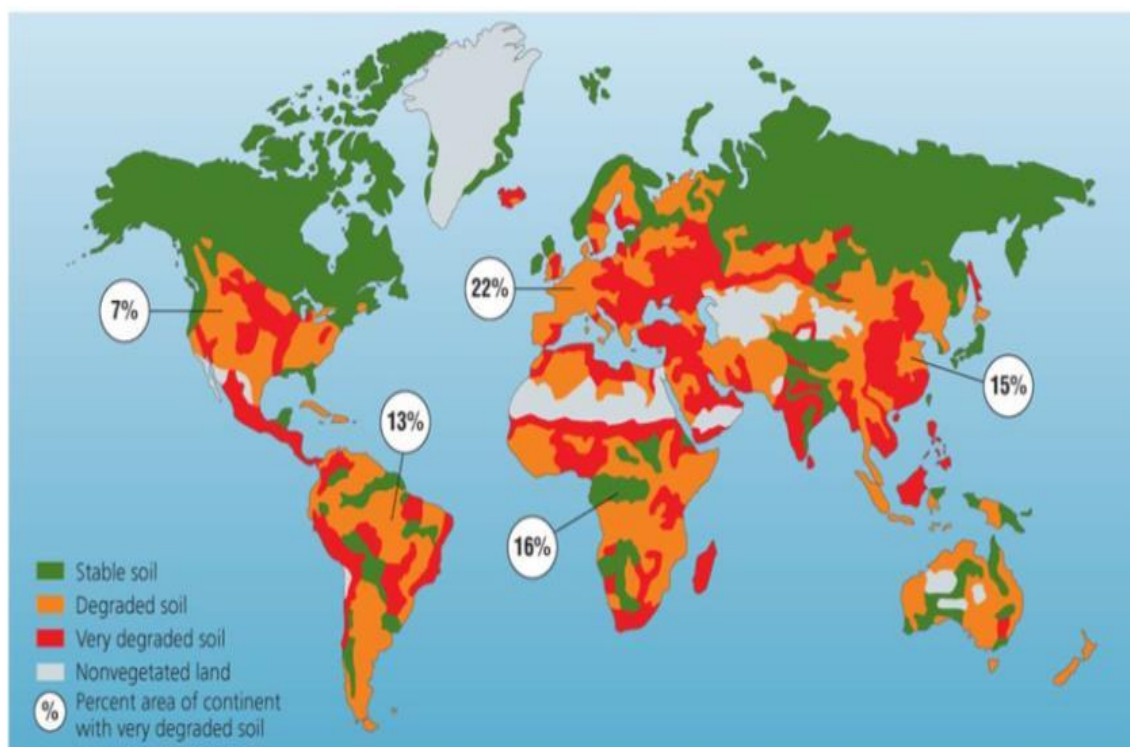 22%
7%
15%
13%
16%
Stable soil
Degraded soil
Very degraded soil
Nonvegetated land
% Percent area of continent
with very degraded soil